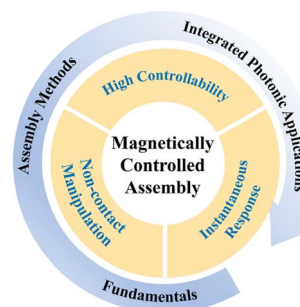 Assembly Methods
Integrated Photonic Applications
High Controllability
Magnetically
Controlled
Assembly
Non-contact
Manipulation
Instantaneous
Response
Fundamentals